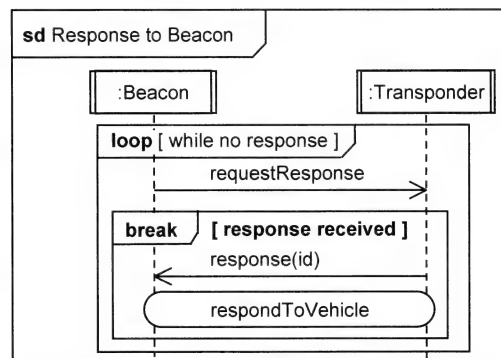 sd Response to Beacon
:Beacon
:Transponder
loop [ while no response ]
requestResponse
break [ response received ]
response(id)
respondToVehicle